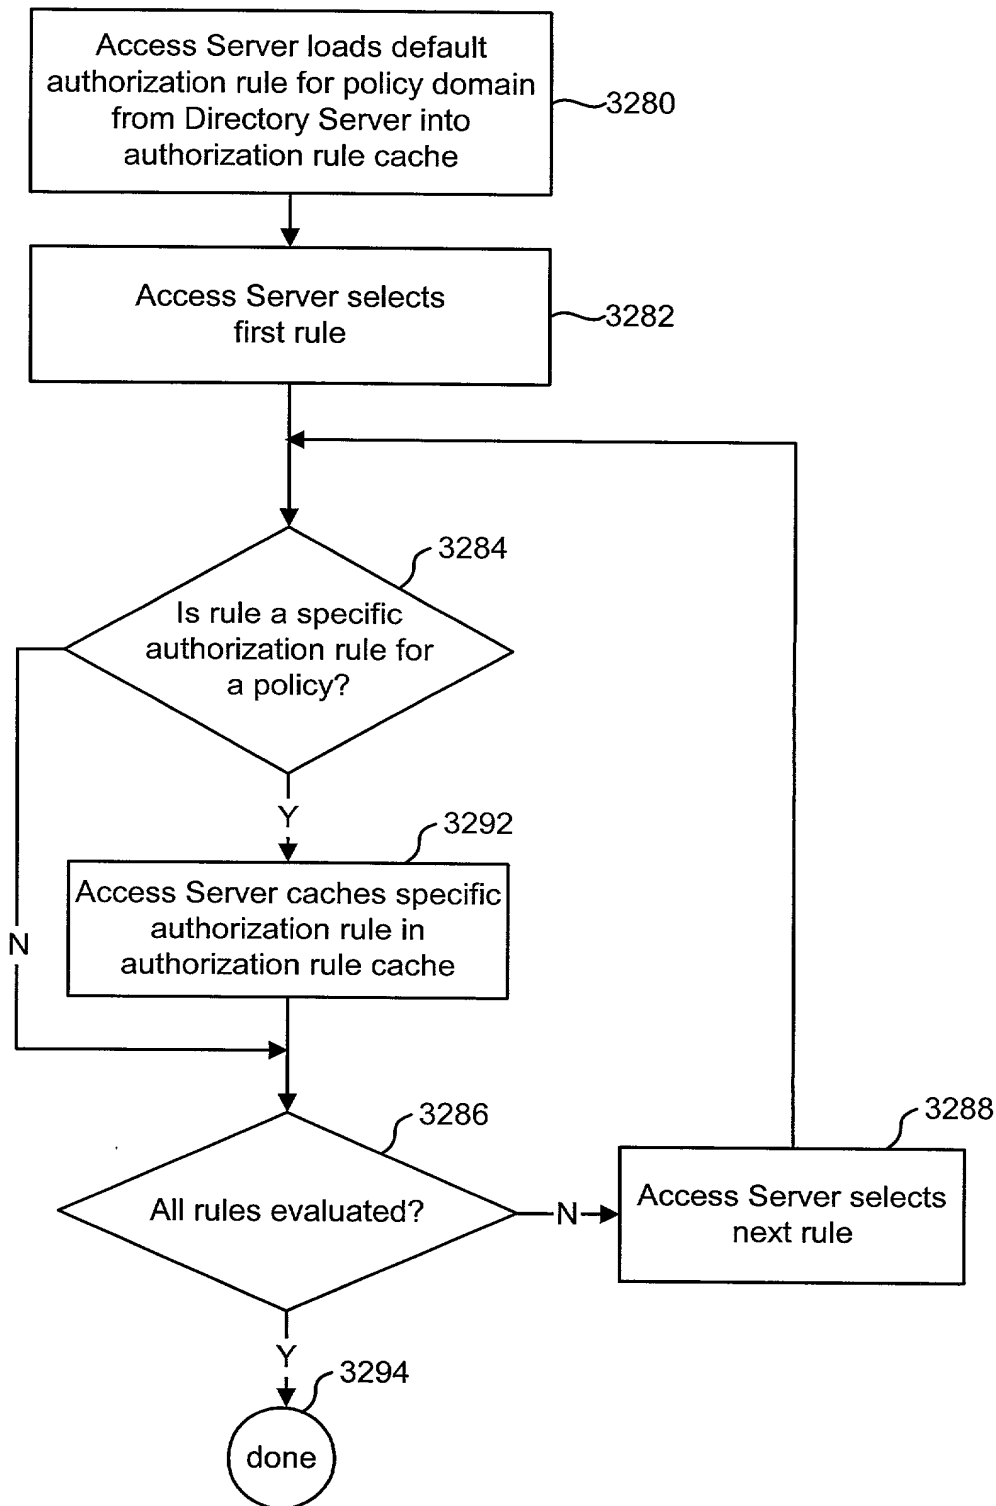 Access Server loads default
authorization rule for policy domain
from Directory Server into
authorization rule cache
3280
Access Server selects
first rule
3282
3284
Is rule a specific
authorization rule for
a policy?
Y
3292
Access Server caches specific
authorization rule in
authorization rule cache
N
3286
All rules evaluated?
N
3288
Access Server selects
next rule
Y
3294
done